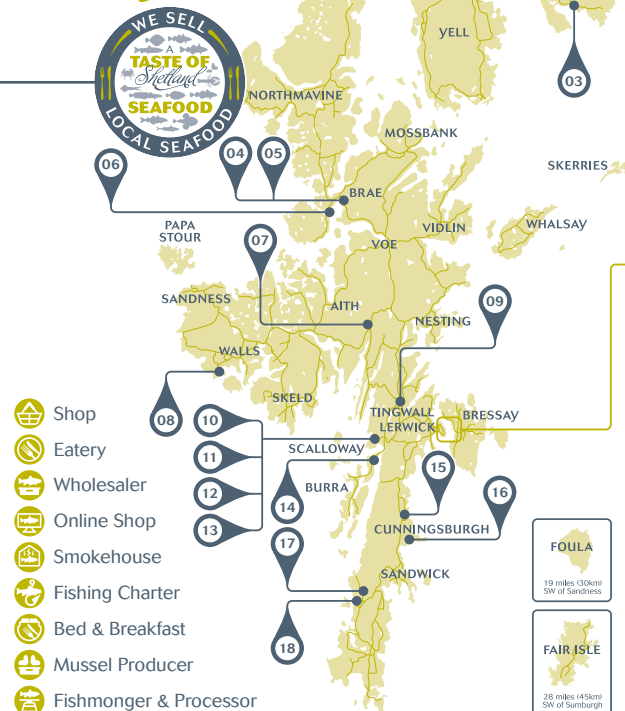 WE SELL
A
TASTE OF
Shetland
SEAFOOD
LOCAL SEAFOOD
YELL
03
NORTHMAVINE
MOSSBANK
04
05
06
SKERRIES
BRAE
PAPA
STOUR
VIDLIN
WHALSAY
07
VOE
SANDNESS
AITH
09
NESTING
WALLS
SKELD
08
TINGWALL
BRESSAY
LERWICK
10
SCALLOWAY
11
15
BURRA
12
16
14
13
CUNNINGSBURGH
17
SANDWICK
18
Shop
Eatery
Wholesaler
Online Shop
Smokehouse
Fishing Charter
Bed & Breakfast
Mussel Producer
Fishmonger & Processor
FOULA
19 miles (30km)
SW of Sandness
FAIR ISLE
28 miles (45km)
SW of Sumburgh